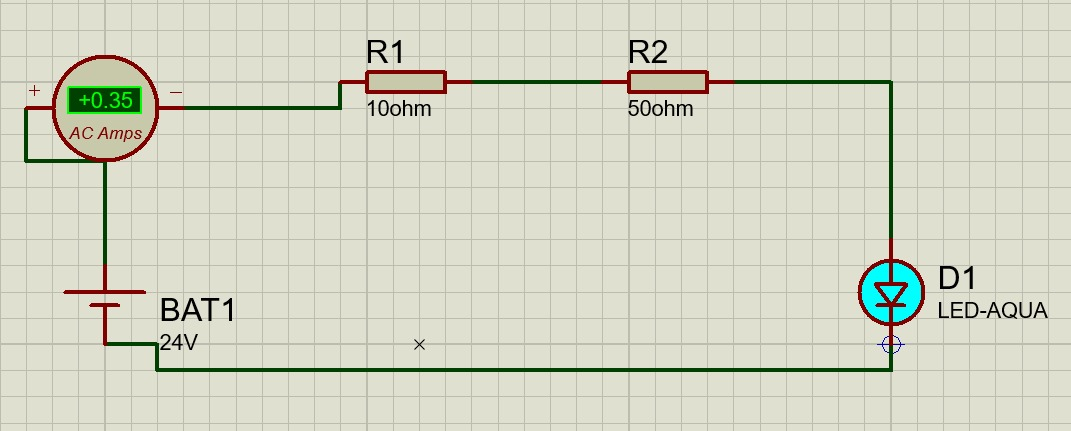 R1
R2
+
−
+0.35
10ohm
50ohm
AC Amps
D1
BAT1
LED-AQUA
24V